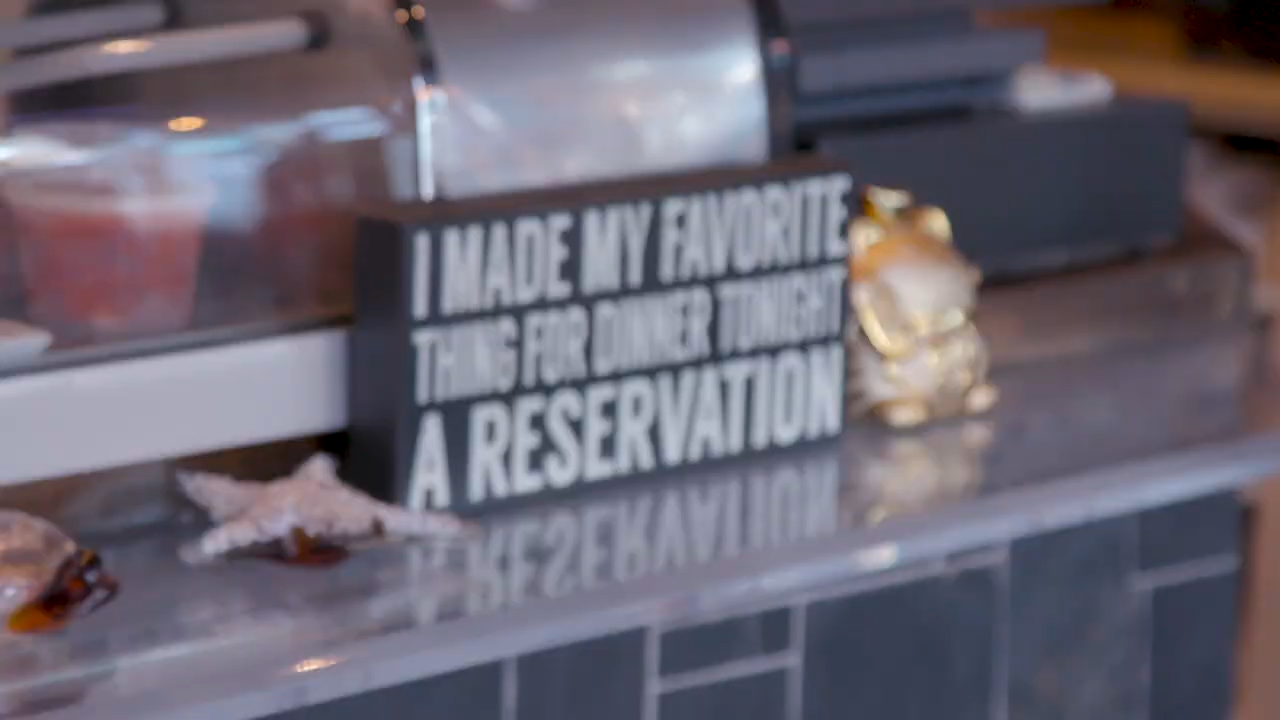 I MADE MY FAVORITE
THING FOR DINNER TONIGHT
A RESERVATION